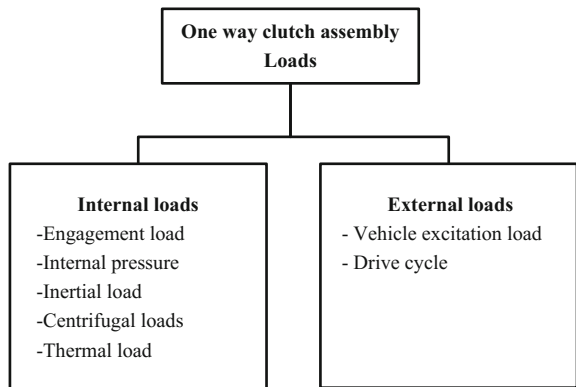 One way clutch assembly
Loads
Internal loads
-Engagement load
-Internal pressure
-Inertial load
-Centrifugal loads
-Thermal load
External loads
- Vehicle excitation load
- Drive cycle